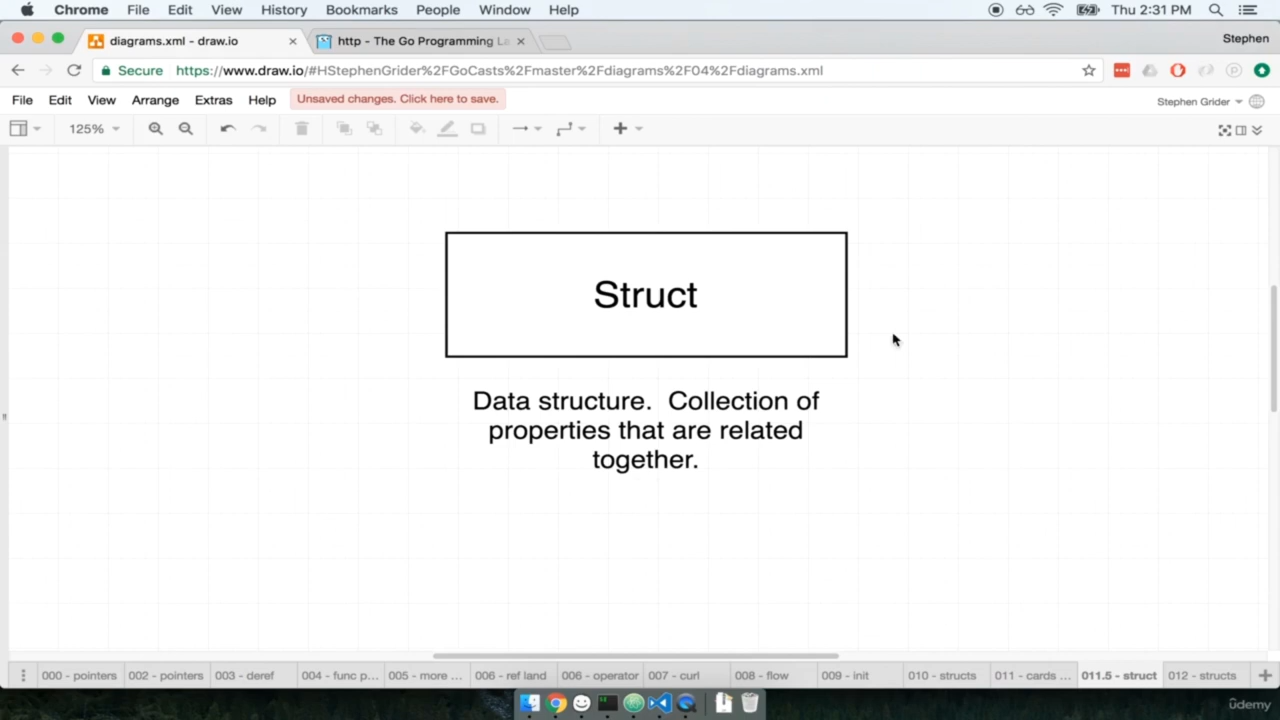 Chrome File Edit View History Bookmarks People Window Help Thu 2:31 PM
diagrams.xml - draw.io http - The Go Programming La Stephen
Secure https://www.draw.io/#HStephenGrider%2FGoCasts%2Fmaster%2Fdiagrams%2F04%2Fdiagrams.xml
File Edit View Arrange Extras Help Unsaved changes. Click here to save. Stephen Grider
125%
Struct
Data structure. Collection of
properties that are related
together.
000 - pointers 002 - pointers 003 - deref 004 - func p... 005 - more ... 006 - ref land 006 - operator 007 - curl 008 - flow 009 - init 010 - structs 011 - cards ... 011.5 - struct 012 - structs
ûdemy